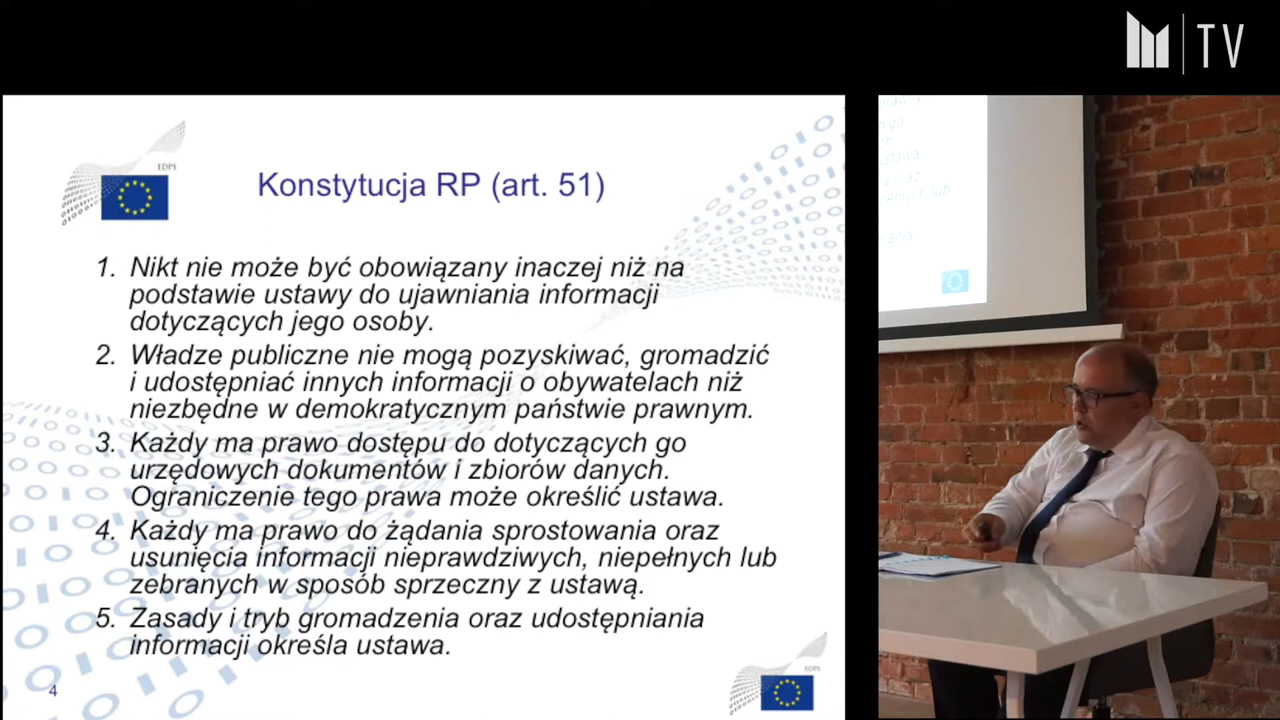 TV
EDPS
Konstytucja RP (art. 51)
1. Nikt nie może być obowiązany inaczej niż na
podstawie ustawy do ujawniania informacji
dotyczących jego osoby.
2. Władze publiczne nie mogą pozyskiwać, gromadzić
i udostępniać innych informacji o obywatelach niż
niezbędne w demokratycznym państwie prawnym.
3. Każdy ma prawo dostępu do dotyczących go
urzędowych dokumentów i zbiorów danych.
Ograniczenie tego prawa może określić ustawa.
4. Każdy ma prawo do żądania sprostowania oraz
usunięcia informacji nieprawdziwych, niepełnych lub
zebranych w sposób sprzeczny z ustawą.
5. Zasady i tryb gromadzenia oraz udostępniania
informacji określa ustawa.
4
EDPS
go
oraz
lub